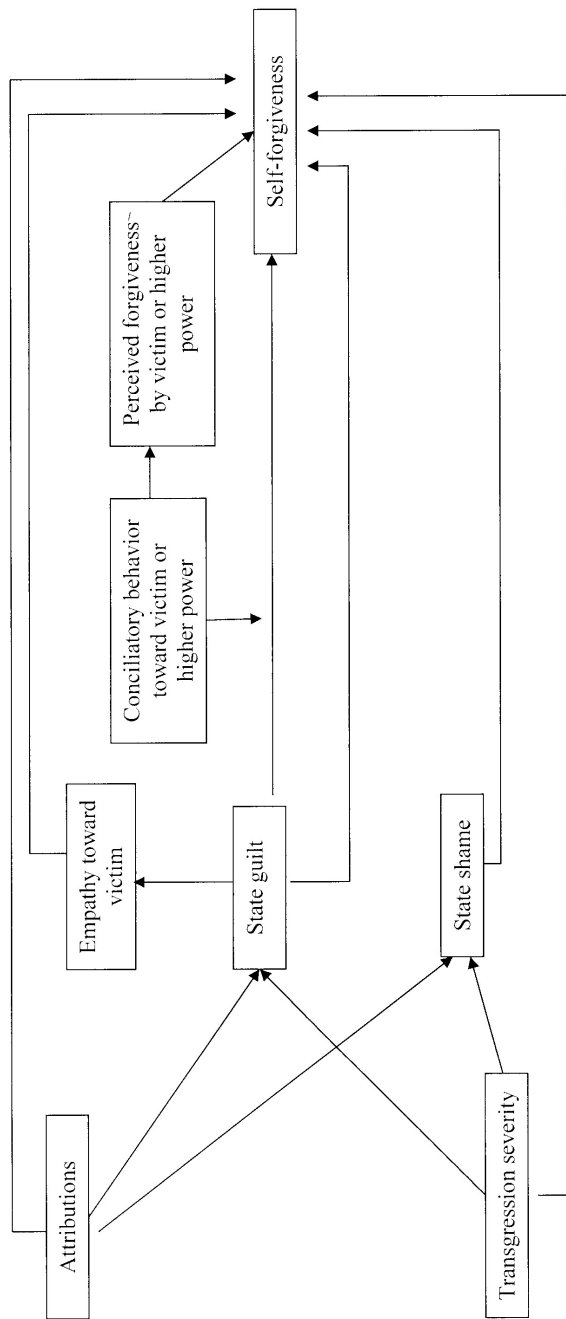 Attributions
Transgression severity
Empathy toward
victim
State guilt
State shame
Conciliatory behavior
toward victim or
higher power
Perceived forgiveness~
by victim or higher
power
Self-forgiveness